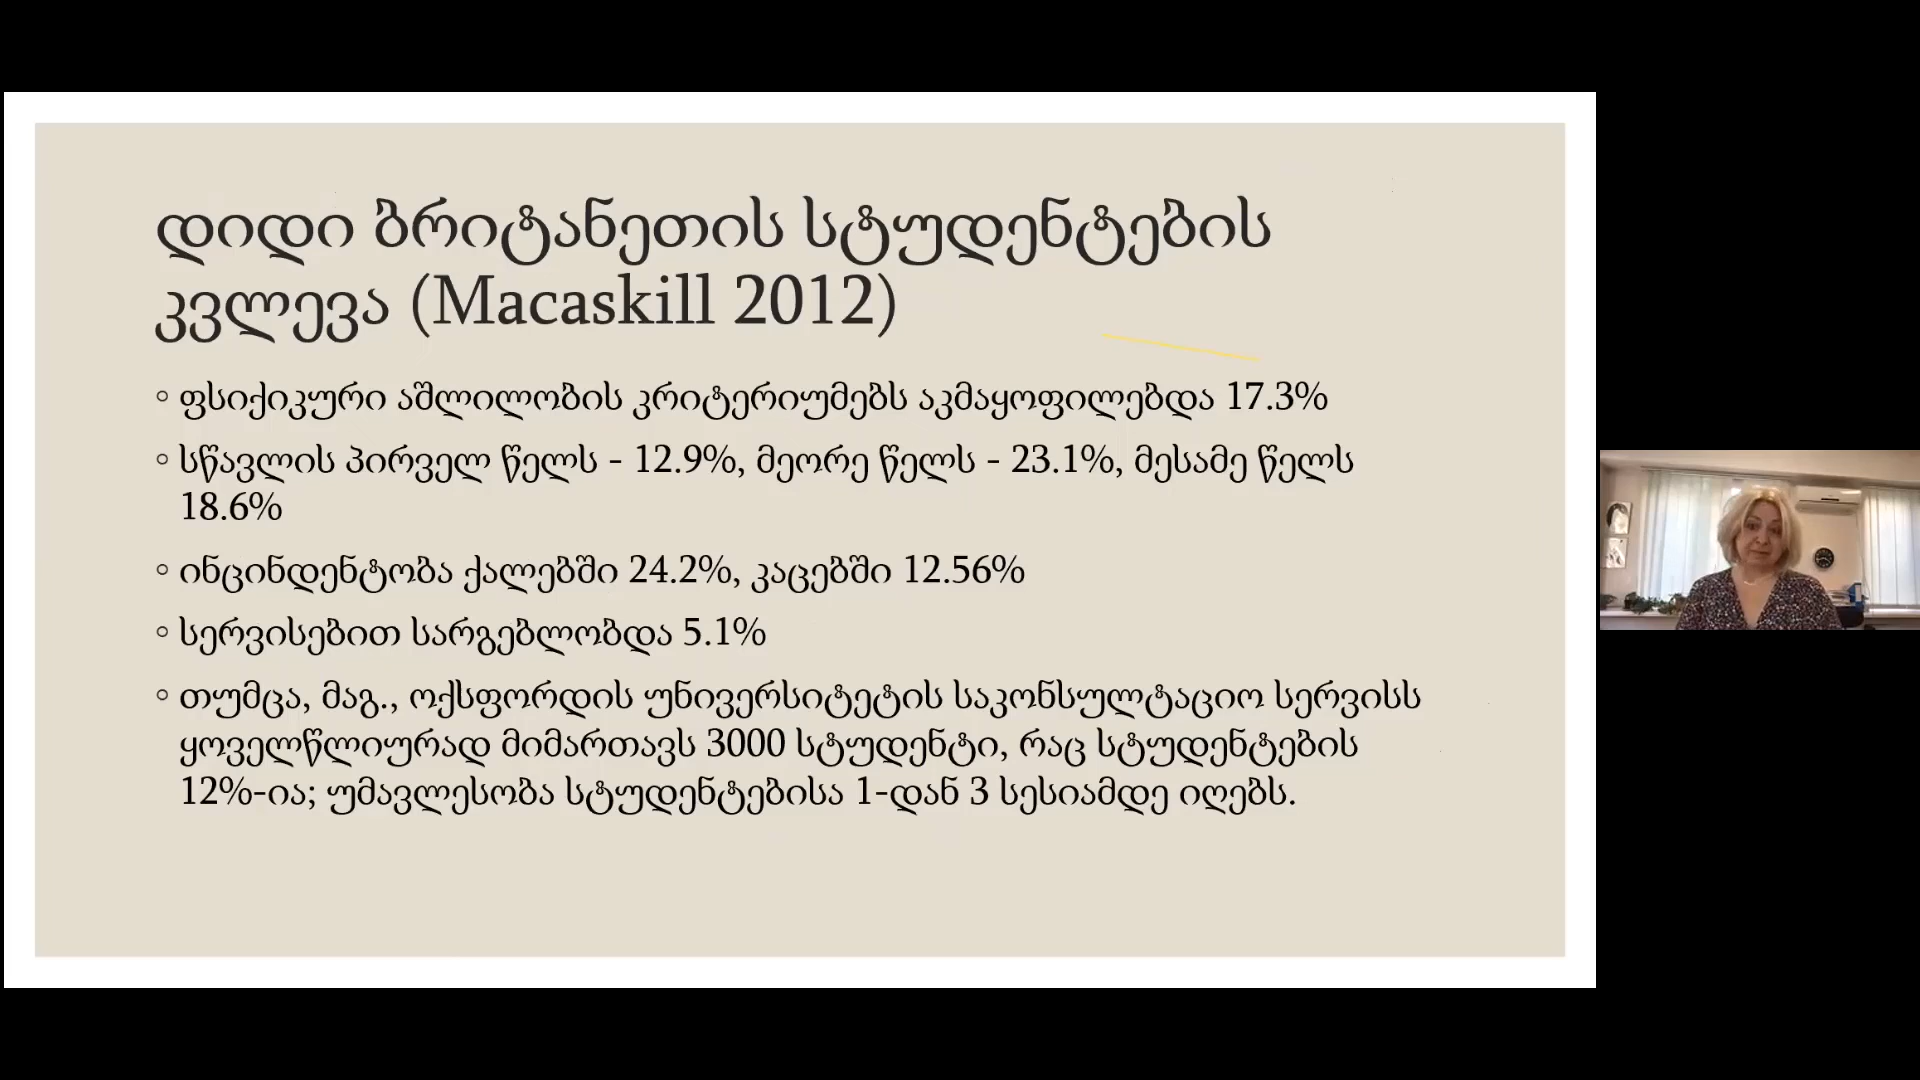 დიდი ბრიტანეთის სტუდენტების
კვლევა (Macaskill 2012)
◦ ფსიქიკური აშლილობის კრიტერიუმებს აკმაყოფილებდა 17.3%
◦ სწავლის პირველ წელს - 12.9%, მეორე წელს - 23.1%, მესამე წელს
18.6%
◦ ინცინდენტობა ქალებში 24.2%, კაცებში 12.56%
◦ სერვისებით სარგებლობდა 5.1%
◦ თუმცა, მაგ., ოქსფორდის უნივერსიტეტის საკონსულტაციო სერვისს
ყოველწლიურად მიმართავს 3000 სტუდენტი, რაც სტუდენტების
12%-ია; უმავლესობა სტუდენტებისა 1-დან 3 სესიამდე იღებს.